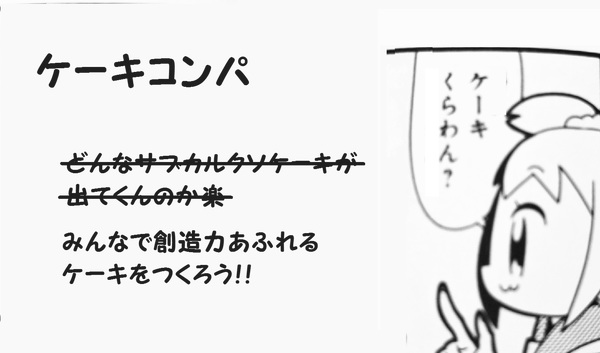 ケーキコンパ
どんなサブカルクソケーキが
出てくんのか楽
みんなで創造力あふれる
ケーキをつくろう!!
ケーキ
くらわん?